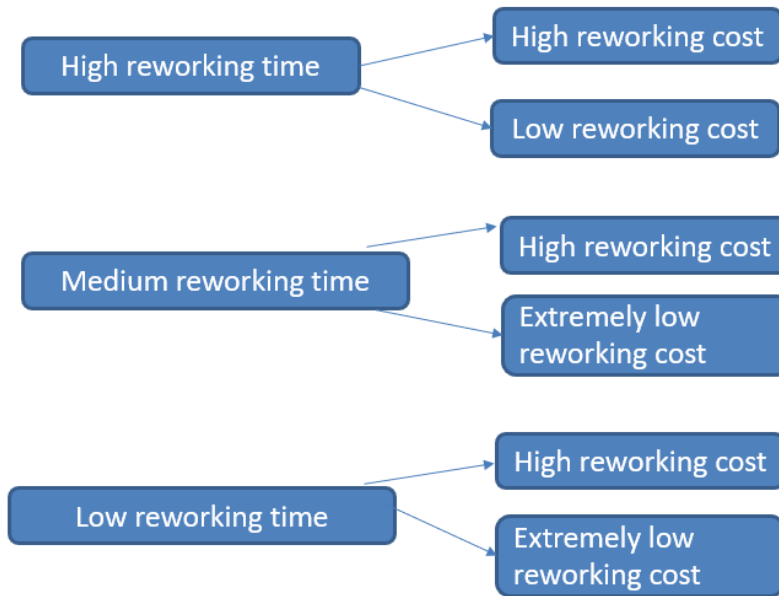 High reworking time
High reworking cost
Low reworking cost
Medium reworking time
High reworking cost
Extremely low
reworking cost
Low reworking time
High reworking cost
Extremely low
reworking cost